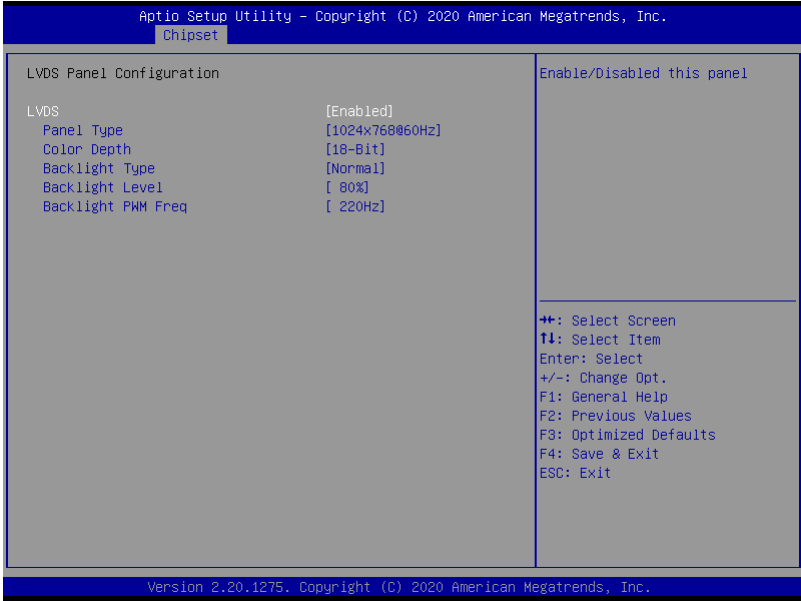 Aptio Setup Utility – Copyright (C) 2020 American Megatrends, Inc.
Chipset
LVDS Panel Configuration
LVDS [Enabled]
Panel Type [1024x768@60Hz]
Color Depth [18-Bit]
Backlight Type [Normal]
Backlight Level [ 80%]
Backlight PWM Freq [ 220Hz]
Enable/Disabled this panel
→←: Select Screen
↑↓: Select Item
Enter: Select
+/-: Change Opt.
F1: General Help
F2: Previous Values
F3: Optimized Defaults
F4: Save & Exit
ESC: Exit
Version 2.20.1275. Copyright (C) 2020 American Megatrends, Inc.